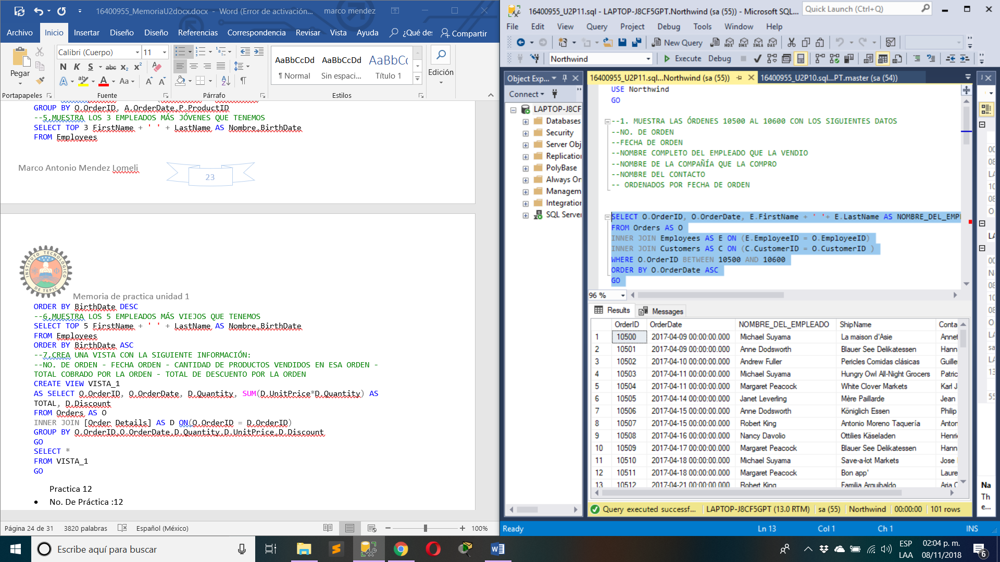 16400955_MemoriaU2docx.docx - Word (Error de activación... marco mendez
Archivo Inicio Insertar Diseño Diseño Referencias Correspondencia Revisar Vista Ayuda ¿Qué de: Compartir
Pegar
Calibri (Cuerpo) 11
N K S abc x₂ x²
A aby A Aa A A
AaBbCcDd AaBbCcDd AaBbCc
¶ Normal Sin espaci... Título 1
Edición
Portapapeles Fuente Párrafo Estilos
GROUP BY O.OrderID, A.OrderDate,P.ProductID
--5.MUESTRA LOS 3 EMPLEADOS MÁS JÓVENES QUE TENEMOS
SELECT TOP 3 FirstName + ' ' + LastName AS Nombre,BirthDate
FROM Employees
Marco Antonio Mendez Lomeli
23
INSTITUTO TECNOLÓGICO
DE TEPIC
Memoria de practica unidad 1
ORDER BY BirthDate DESC
--6.MUESTRA LOS 5 EMPLEADOS MÁS VIEJOS QUE TENEMOS
SELECT TOP 5 FirstName + ' ' + LastName AS Nombre,BirthDate
FROM Employees
ORDER BY BirthDate ASC
--7.CREA UNA VISTA CON LA SIGUIENTE INFORMACIÓN:
--NO. DE ORDEN - FECHA ORDEN - CANTIDAD DE PRODUCTOS VENDIDOS EN ESA ORDEN -
TOTAL COBRADO POR LA ORDEN - TOTAL DE DESCUENTO POR LA ORDEN
CREATE VIEW VISTA_1
AS SELECT O.OrderID, O.OrderDate, D.Quantity, SUM(D.UnitPrice*D.Quantity) AS
TOTAL, D.Discount
FROM Orders AS O
INNER JOIN [Order Details] AS D ON(O.OrderID = D.OrderID)
GROUP BY O.OrderID,O.OrderDate,D.Quantity,D.UnitPrice,D.Discount
GO
SELECT *
FROM VISTA_1
GO
Practica 12
• No. De Práctica :12
Página 24 de 31 3820 palabras Español (México) 100%
16400955_U2P11.sql - LAPTOP-J8CF5GPT.Northwind (sa (55)) - Microsoft SQL... Quick Launch (Ctrl+Q)
File Edit View Query Project Debug Tools Window Help
New Query MDX DMX XMLA DAX
Northwind Execute Debug
Object Exp...
Connect
LAPTOP-J8CF
Databases
Security
Server Obj
Replication
PolyBase
Always On
Managem
Integration
SQL Server
16400955_U2P11.sql...Northwind (sa (55)) 16400955_U2P10.sql...PT.master (sa (54))
USE Northwind
GO
--1. MUESTRA LAS ÓRDENES 10500 AL 10600 CON LOS SIGUIENTES DATOS
--NO. DE ORDEN
--FECHA DE ORDEN
--NOMBRE COMPLETO DEL EMPLEADO QUE LA VENDIO
--NOMBRE DE LA COMPAÑÍA QUE LA COMPRO
--NOMBRE DEL CONTACTO
-- ORDENADOS POR FECHA DE ORDEN
SELECT O.OrderID, O.OrderDate, E.FirstName + ' '+ E.LastName AS NOMBRE_DEL_EMP
FROM Orders AS O
INNER JOIN Employees AS E ON (E.EmployeeID = O.EmployeeID)
INNER JOIN Customers AS C ON (C.CustomerID = O.CustomerID )
WHERE O.OrderID BETWEEN 10500 AND 10600
ORDER BY O.OrderDate ASC
GO
96 %
Results Messages
OrderID OrderDate NOMBRE_DEL_EMPLEADO ShipName Conta
1 10500 2017-04-09 00:00:00.000 Michael Suyama La maison d'Asie Annet
2 10501 2017-04-09 00:00:00.000 Anne Dodsworth Blauer See Delikatessen Hann
3 10502 2017-04-10 00:00:00.000 Andrew Fuller Pericles Comidas clásicas Guille
4 10503 2017-04-11 00:00:00.000 Michael Suyama Hungry Owl All-Night Grocers Patric
5 10504 2017-04-11 00:00:00.000 Margaret Peacock White Clover Markets Karl J
6 10505 2017-04-14 00:00:00.000 Janet Leverling Mère Paillarde Jean
7 10506 2017-04-15 00:00:00.000 Anne Dodsworth Königlich Essen Philip
8 10507 2017-04-15 00:00:00.000 Robert King Antonio Moreno Taquería Anton
9 10508 2017-04-16 00:00:00.000 Nancy Davolio Ottilies Käseladen Henri
10 10509 2017-04-17 00:00:00.000 Margaret Peacock Blauer See Delikatessen Hann
11 10510 2017-04-18 00:00:00.000 Michael Suyama Save-a-lot Markets Jose
12 10511 2017-04-18 00:00:00.000 Margaret Peacock Bon app' Laure
13 10512 2017-04-21 00:00:00.000 Robert King Familia Arquibaldo Aria C
Query executed successf... LAPTOP-J8CF5GPT (13.0 RTM) sa (55) Northwind 00:00:00 101 rows
Na
Th
e...
Ready Ln 13 Col 1 Ch 1 INS
Escribe aquí para buscar
ESP 02:04 p. m.
LAA 08/11/2018
6